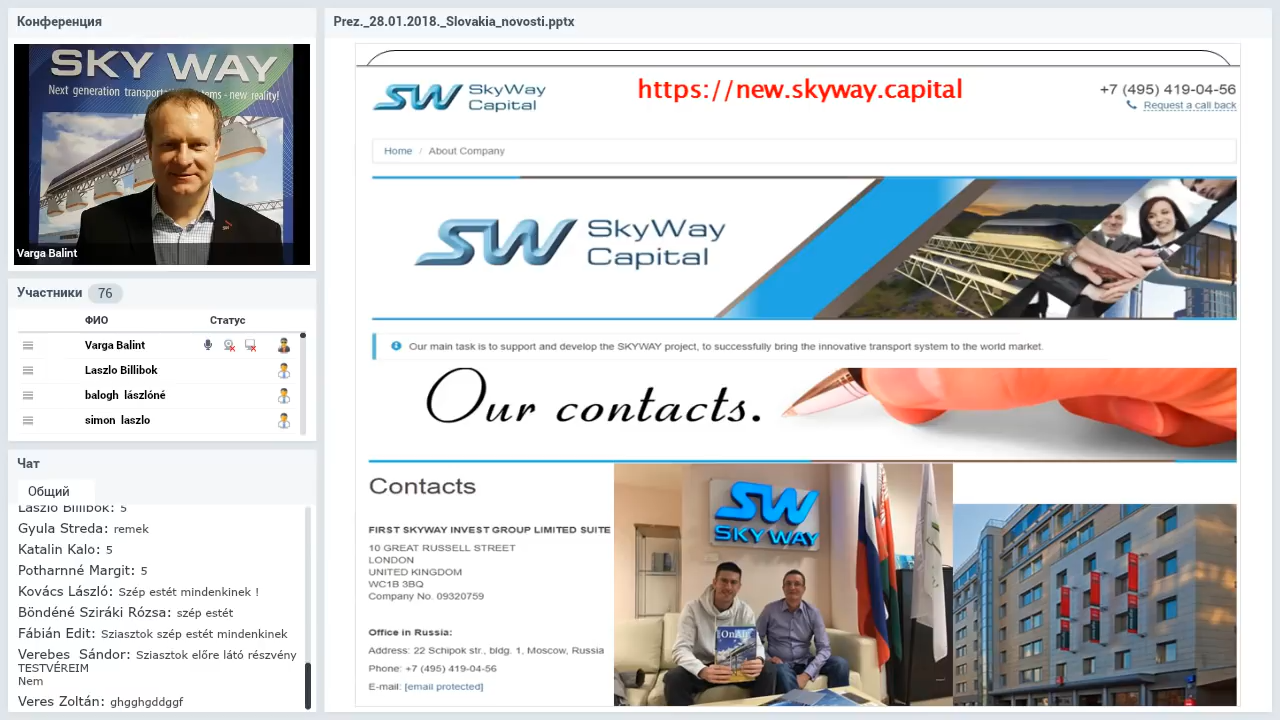 Конференция
SKY WAY
Next generation transportat
ems - new reality!
Varga Balint
Участники 76
ФИО Статус
Varga Balint
Laszlo Billibok
balogh lászlóné
simon laszlo
Чат
Общий
Laszlo Billibok: 5
Gyula Streda: remek
Katalin Kalo: 5
Potharnné Margit: 5
Kovács László: Szép estét mindenkinek !
Böndéné Sziráki Rózsa: szép estét
Fábián Edit: Sziasztok szép estét mindenkinek
Verebes Sándor: Sziasztok előre látó részvény
TESTVÉREIM
Nem
Veres Zoltán: ghgghgddggf
Prez._28.01.2018._Slovakia_novosti.pptx
SW SkyWay
Capital
https://new.skyway.capital
+7 (495) 419-04-56
Request a call back
Home / About Company
SW SkyWay
Capital
Our main task is to support and develop the SKYWAY project, to successfully bring the innovative transport system to the world market.
Our contacts.
Contacts
FIRST SKYWAY INVEST GROUP LIMITED SUITE
10 GREAT RUSSELL STREET
LONDON
UNITED KINGDOM
WC1B 3BQ
Company No. 09320759
Office in Russia:
Address: 22 Schipok str., bldg. 1, Moscow, Russia
Phone: +7 (495) 419-04-56
E-mail: [email protected]
SW
SKY WAY
OnAir